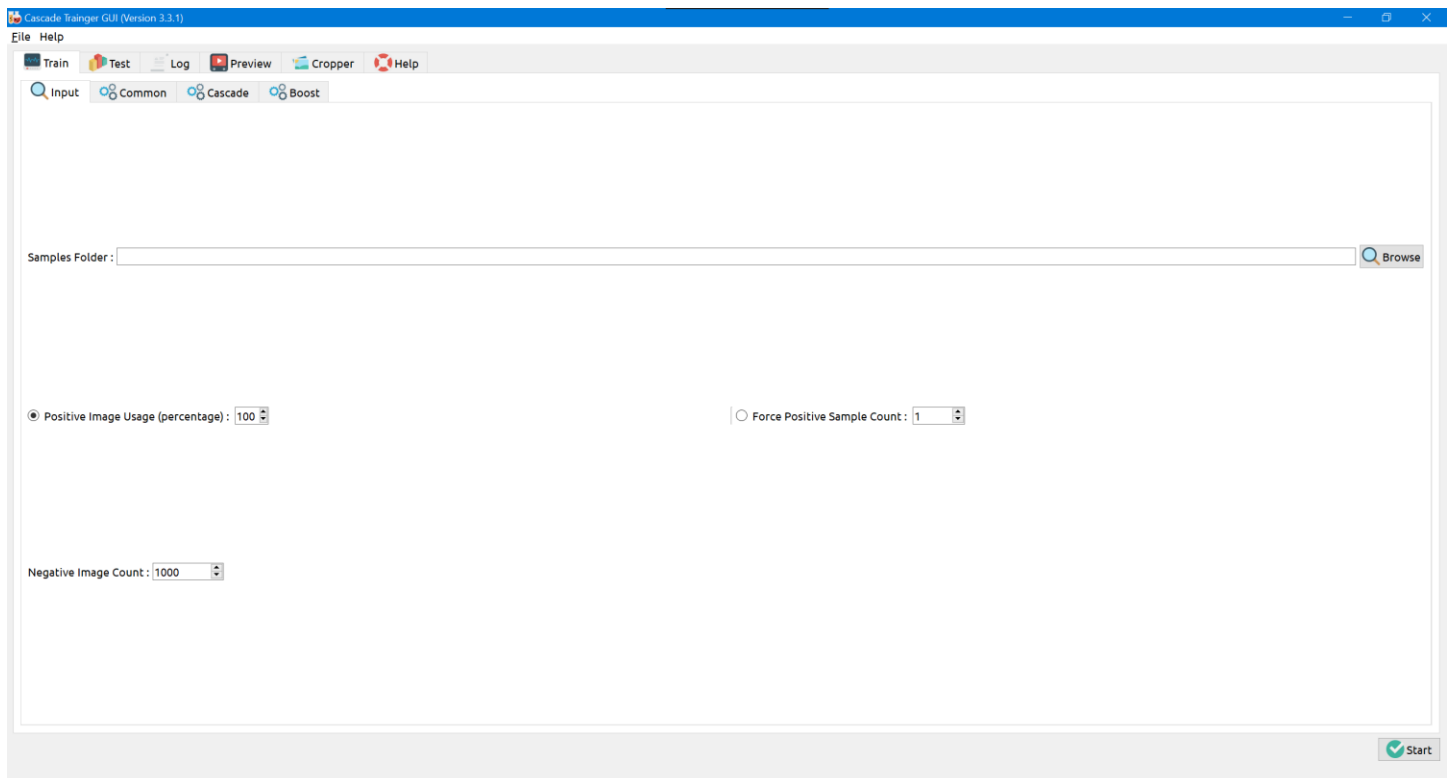 Cascade Trainger GUI (Version 3.3.1)
File Help
Train Test Log Preview Cropper Help
Input Common Cascade Boost
Samples Folder : Browse
Positive Image Usage (percentage) : 100 Force Positive Sample Count : 1
Negative Image Count : 1000
Start